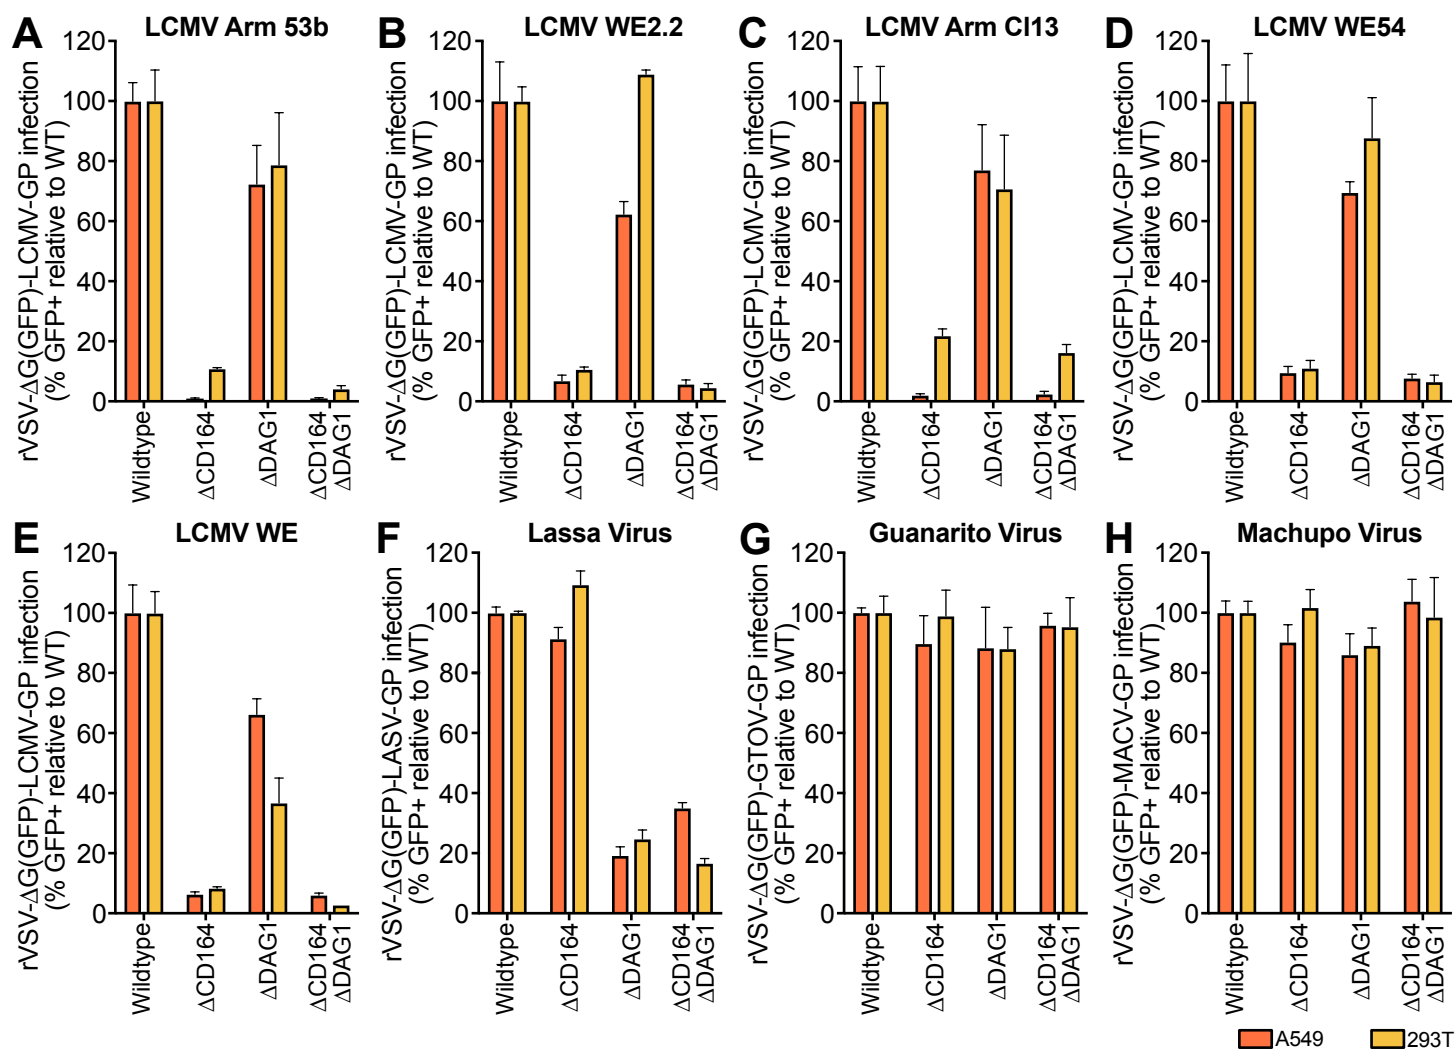 A LCMV Arm 53b
rVSV-ΔG(GFP)-LCMV-GP infection
(% GFP+ relative to WT)
120
100
80
60
40
20
0
Wildtype
ΔCD164
ΔDAG1
ΔCD164
ΔDAG1
B LCMV WE2.2
rVSV-ΔG(GFP)-LCMV-GP infection
(% GFP+ relative to WT)
120
100
80
60
40
20
0
Wildtype
ΔCD164
ΔDAG1
ΔCD164
ΔDAG1
C LCMV Arm Cl13
rVSV-ΔG(GFP)-LCMV-GP infection
(% GFP+ relative to WT)
120
100
80
60
40
20
0
Wildtype
ΔCD164
ΔDAG1
ΔCD164
ΔDAG1
D LCMV WE54
rVSV-ΔG(GFP)-LCMV-GP infection
(% GFP+ relative to WT)
120
100
80
60
40
20
0
Wildtype
ΔCD164
ΔDAG1
ΔCD164
ΔDAG1
E LCMV WE
rVSV-ΔG(GFP)-LCMV-GP infection
(% GFP+ relative to WT)
120
100
80
60
40
20
0
Wildtype
ΔCD164
ΔDAG1
ΔCD164
ΔDAG1
F Lassa Virus
rVSV-ΔG(GFP)-LASV-GP infection
(% GFP+ relative to WT)
120
100
80
60
40
20
0
Wildtype
ΔCD164
ΔDAG1
ΔCD164
ΔDAG1
G Guanarito Virus
rVSV-ΔG(GFP)-GTOV-GP infection
(% GFP+ relative to WT)
120
100
80
60
40
20
0
Wildtype
ΔCD164
ΔDAG1
ΔCD164
ΔDAG1
H Machupo Virus
rVSV-ΔG(GFP)-MACV-GP infection
(% GFP+ relative to WT)
120
100
80
60
40
20
0
Wildtype
ΔCD164
ΔDAG1
ΔCD164
ΔDAG1
A549 293T